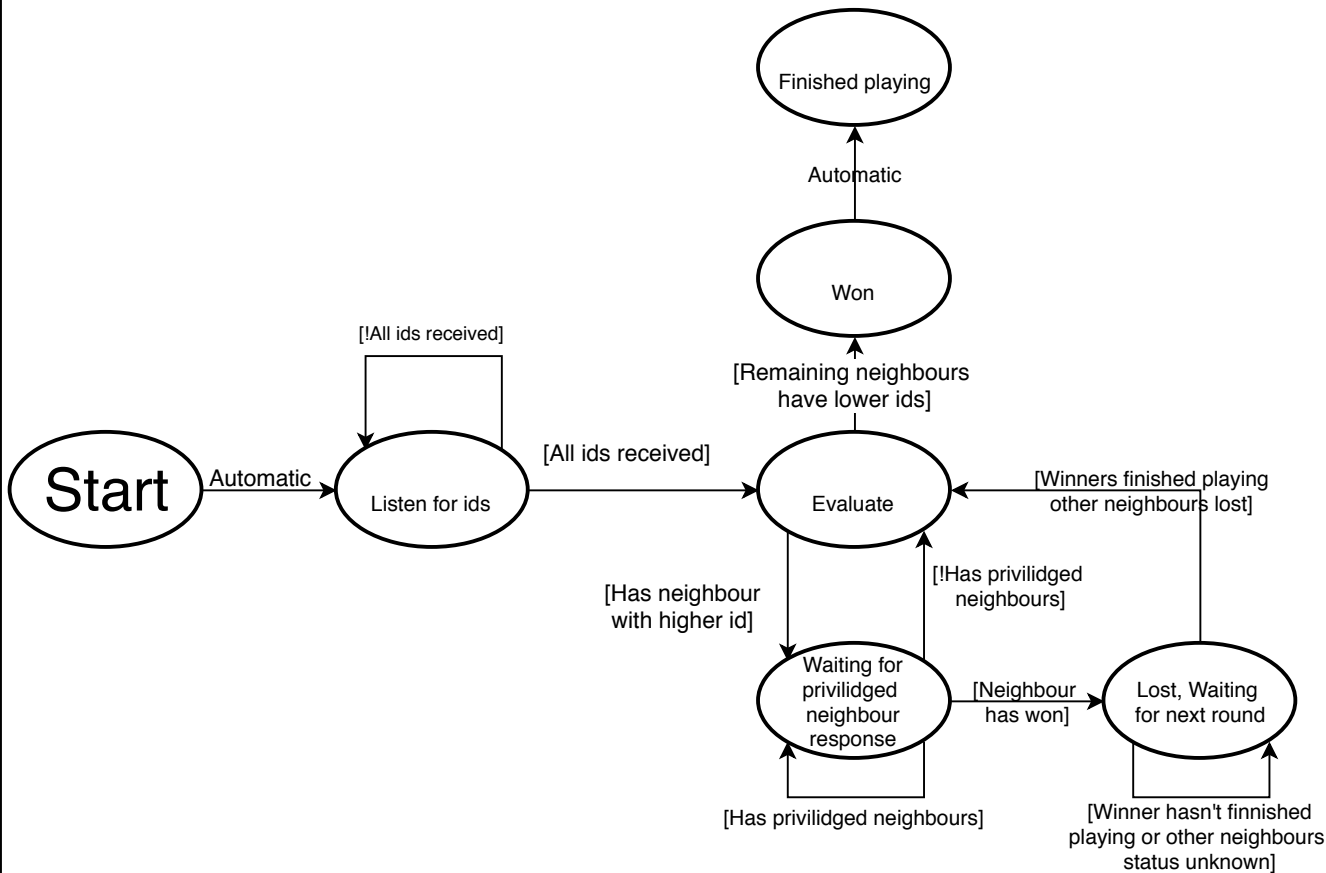 Finished playing
Automatic
Won
[!All ids received]
[Remaining neighbours
have lower ids]
Start
Automatic
Listen for ids
[All ids received]
Evaluate
[Winners finished playing
other neighbours lost]
[Has neighbour
with higher id]
[!Has privilidged
neighbours]
Waiting for
privilidged
neighbour
response
[Neighbour
has won]
Lost, Waiting
for next round
[Has privilidged neighbours]
[Winner hasn't finnished
playing or other neighbours
status unknown]